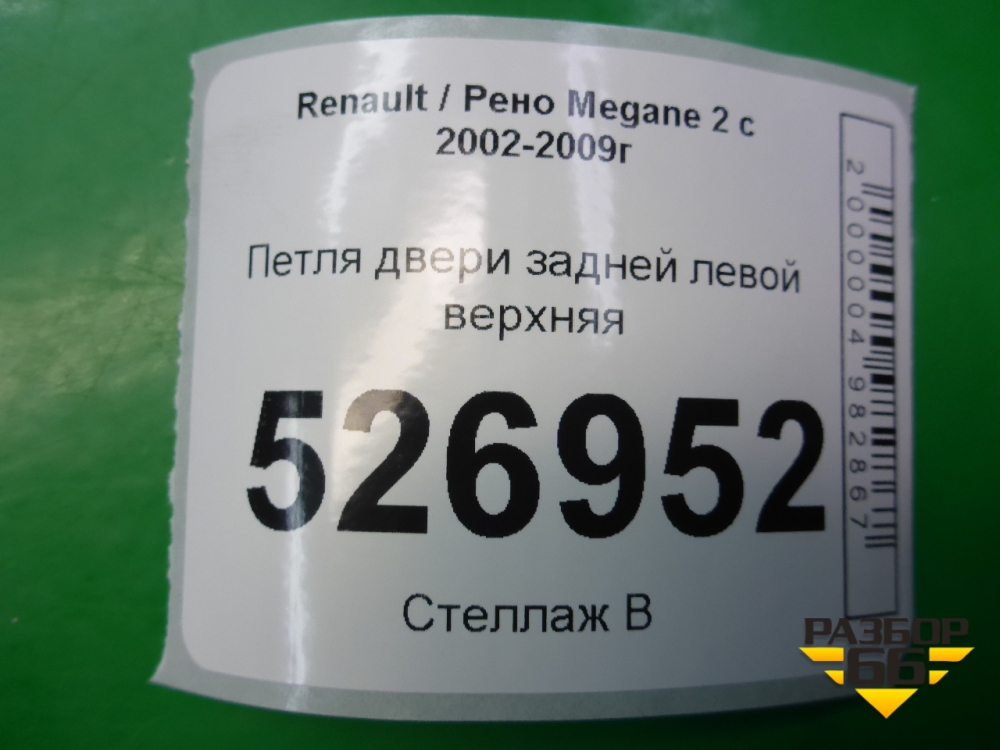 Renault / Рено Megane 2 с
2002-2009г
Петля двери задней левой
верхняя
526952
Стеллаж В
2000004982867
РАЗБОР
66